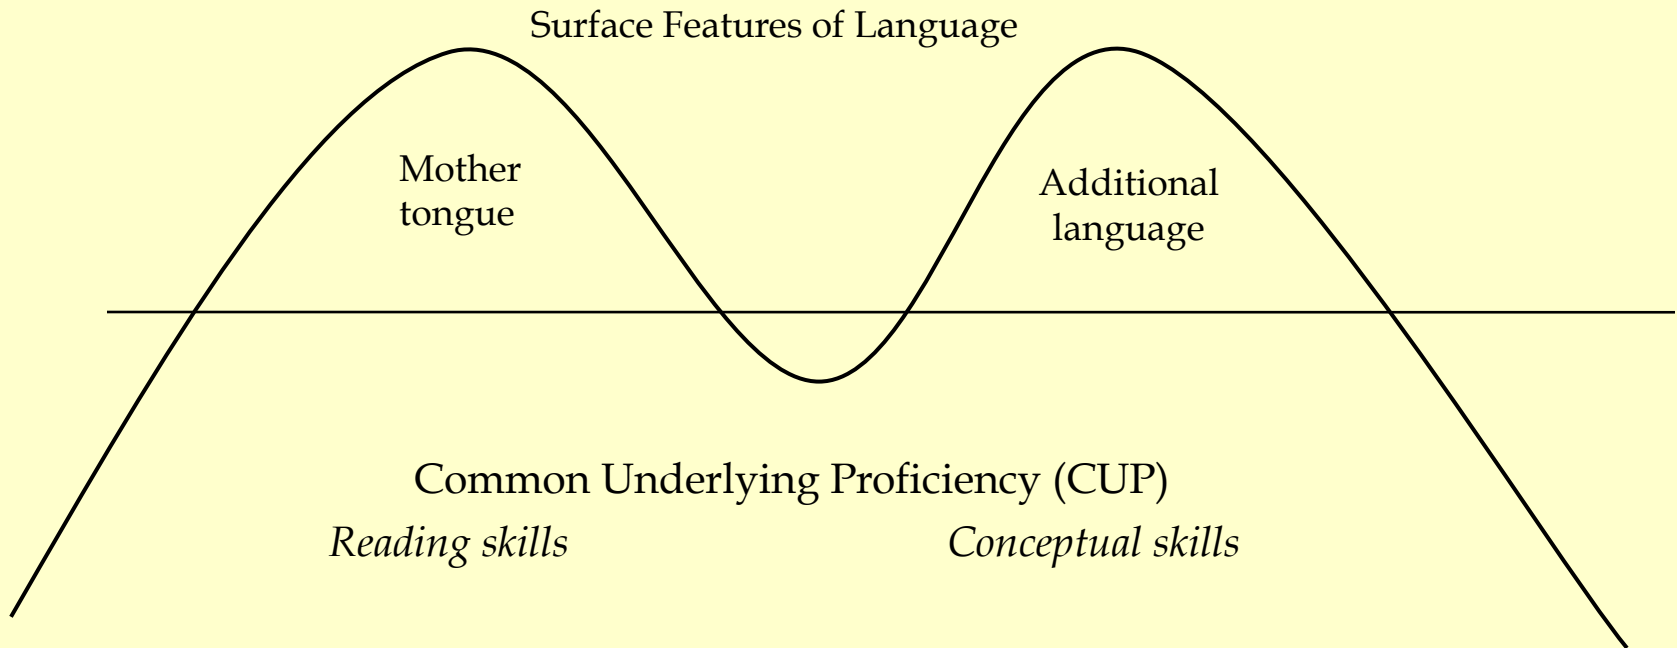 Surface Features of Language
Mother
tongue
Additional
language
Common Underlying Proficiency (CUP)
Reading skills
Conceptual skills